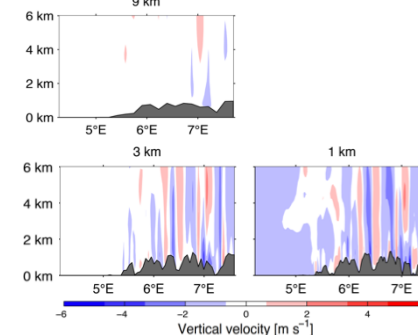 9 km
6 km
4 km
2 km
0 km
5°E 6°E 7°E
3 km 1 km
6 km
4 km
2 km
0 km
5°E 6°E 7°E 5°E 6°E 7°E
−6 −4 −2 0 2 4
Vertical velocity [m s⁻¹]